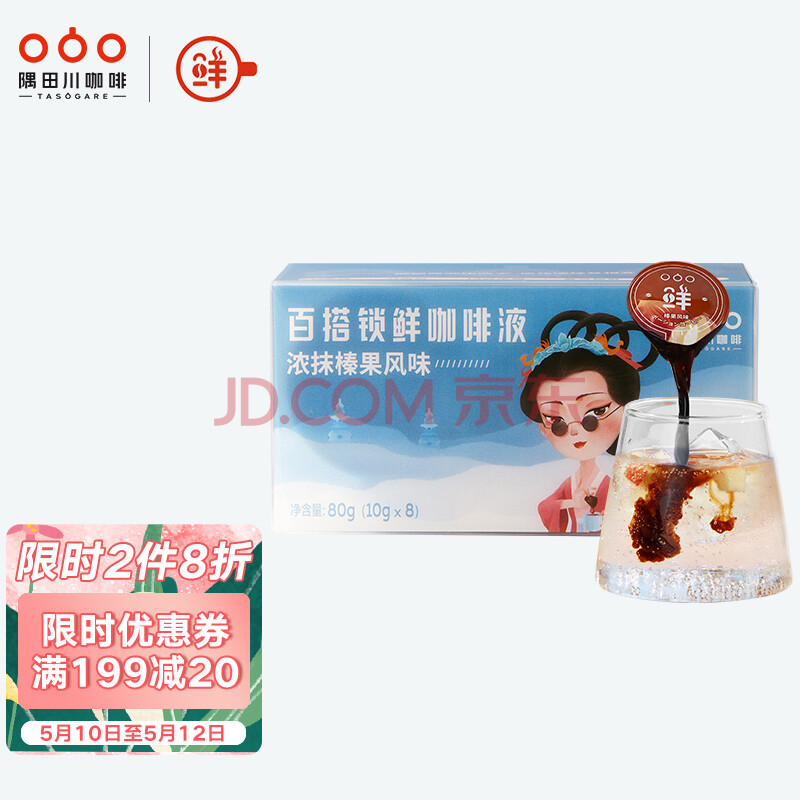 隅田川咖啡
TASOGARE
鲜
百搭锁鲜咖啡液
浓抹榛果风味
净含量:80g (10g×8)
鲜
榛果风味
川咖啡
JD.COM 京东
限时2件8折
限时优惠券
满199减20
5月10日至5月12日